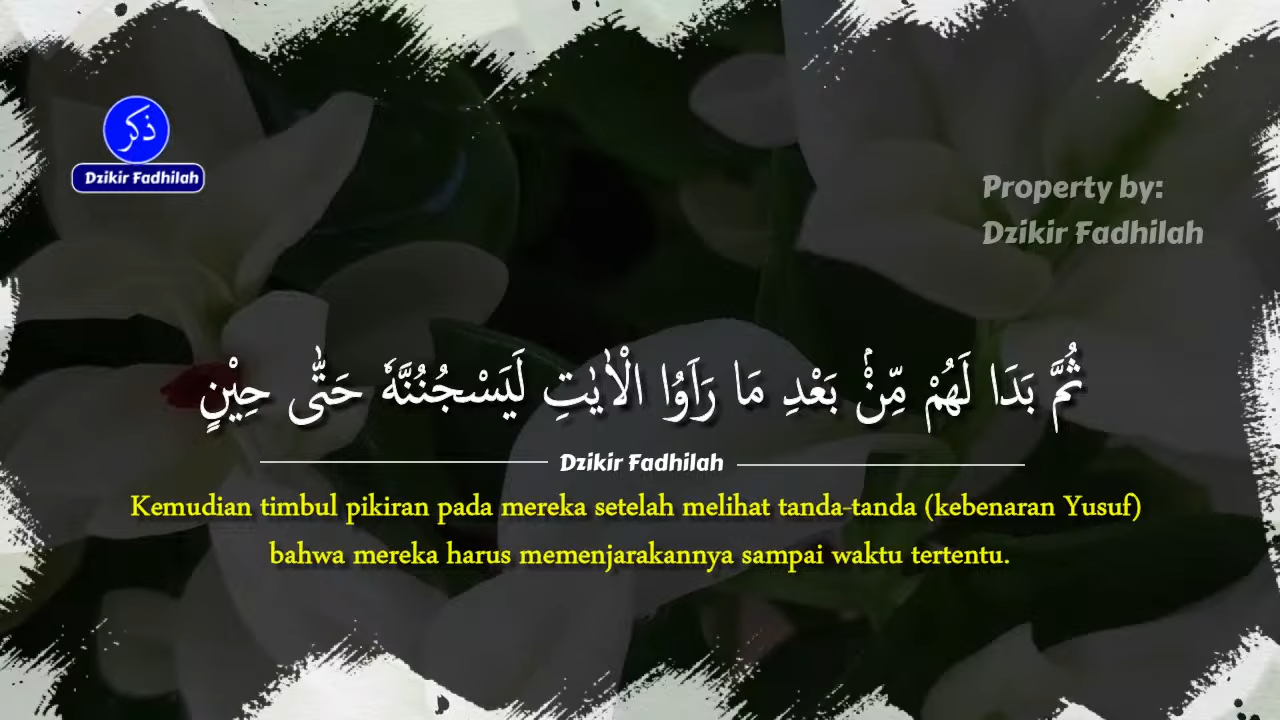 ذكر
Dzikir Fadhilah
Property by:
Dzikir Fadhilah
ثُمَّ بَدَا لَهُمْ مِّنْۢ بَعْدِ مَا رَاَوُا الْاٰيٰتِ لَيَسْجُنُنَّهٗ حَتّٰى حِيْنٍ
Dzikir Fadhilah
Kemudian timbul pikiran pada mereka setelah melihat tanda-tanda (kebenaran Yusuf)
bahwa mereka harus memenjarakannya sampai waktu tertentu.